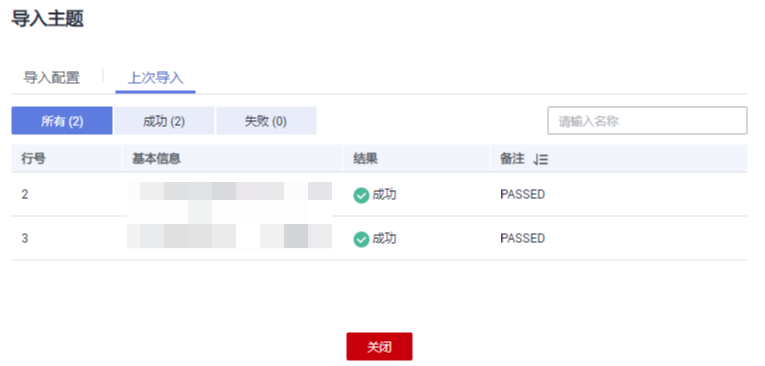 导入主题
导入配置 上次导入
所有 (2) 成功 (2) 失败 (0) 请输入名称
行号 基本信息 结果 备注
2 成功 PASSED
3 成功 PASSED
关闭